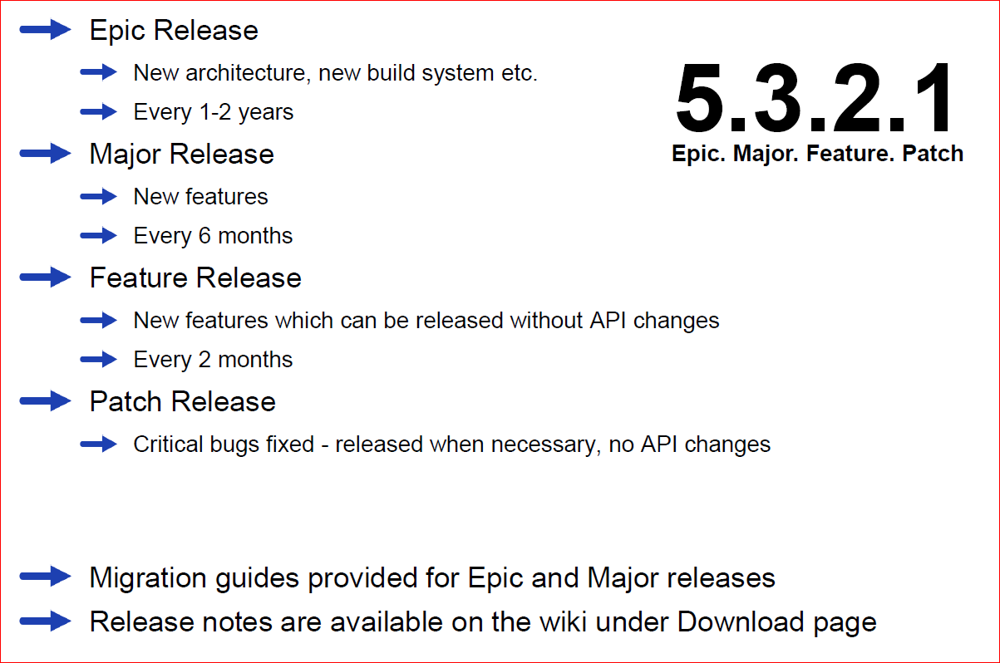 Epic Release
New architecture, new build system etc.
Every 1-2 years
5.3.2.1
Epic. Major. Feature. Patch
Major Release
New features
Every 6 months
Feature Release
New features which can be released without API changes
Every 2 months
Patch Release
Critical bugs fixed - released when necessary, no API changes
Migration guides provided for Epic and Major releases
Release notes are available on the wiki under Download page